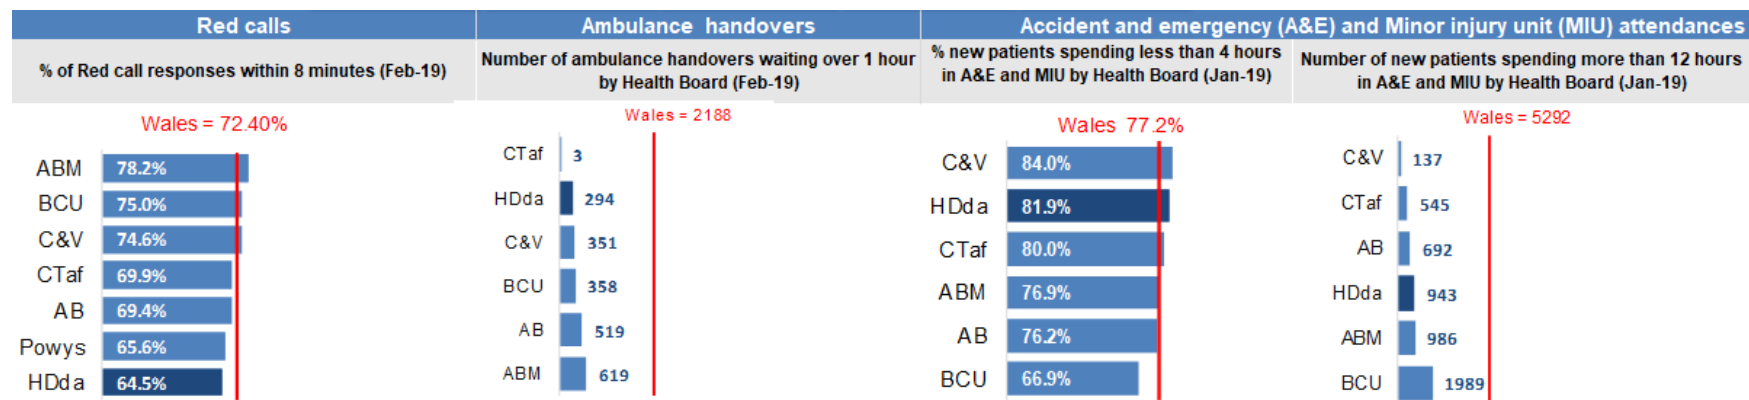 Red calls
Ambulance handovers
Accident and emergency (A&E) and Minor injury unit (MIU) attendances
% of Red call responses within 8 minutes (Feb-19)
Number of ambulance handovers waiting over 1 hour
by Health Board (Feb-19)
% new patients spending less than 4 hours
in A&E and MIU by Health Board (Jan-19)
Number of new patients spending more than 12 hours
in A&E and MIU by Health Board (Jan-19)
Wales = 72.40%
ABM 78.2%
BCU 75.0%
C&V 74.6%
CTaf 69.9%
AB 69.4%
Powys 65.6%
HDda 64.5%
Wales = 2188
CTaf 3
HDda 294
C&V 351
BCU 358
AB 519
ABM 619
Wales 77.2%
C&V 84.0%
HDda 81.9%
CTaf 80.0%
ABM 76.9%
AB 76.2%
BCU 66.9%
Wales = 5292
C&V 137
CTaf 545
AB 692
HDda 943
ABM 986
BCU 1989